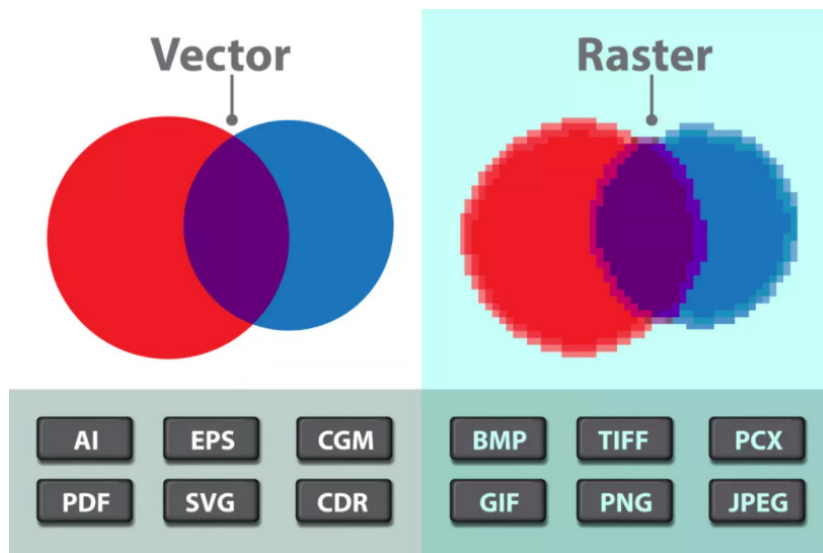 Vector
Raster
AI EPS CGM
PDF SVG CDR
BMP TIFF PCX
GIF PNG JPEG